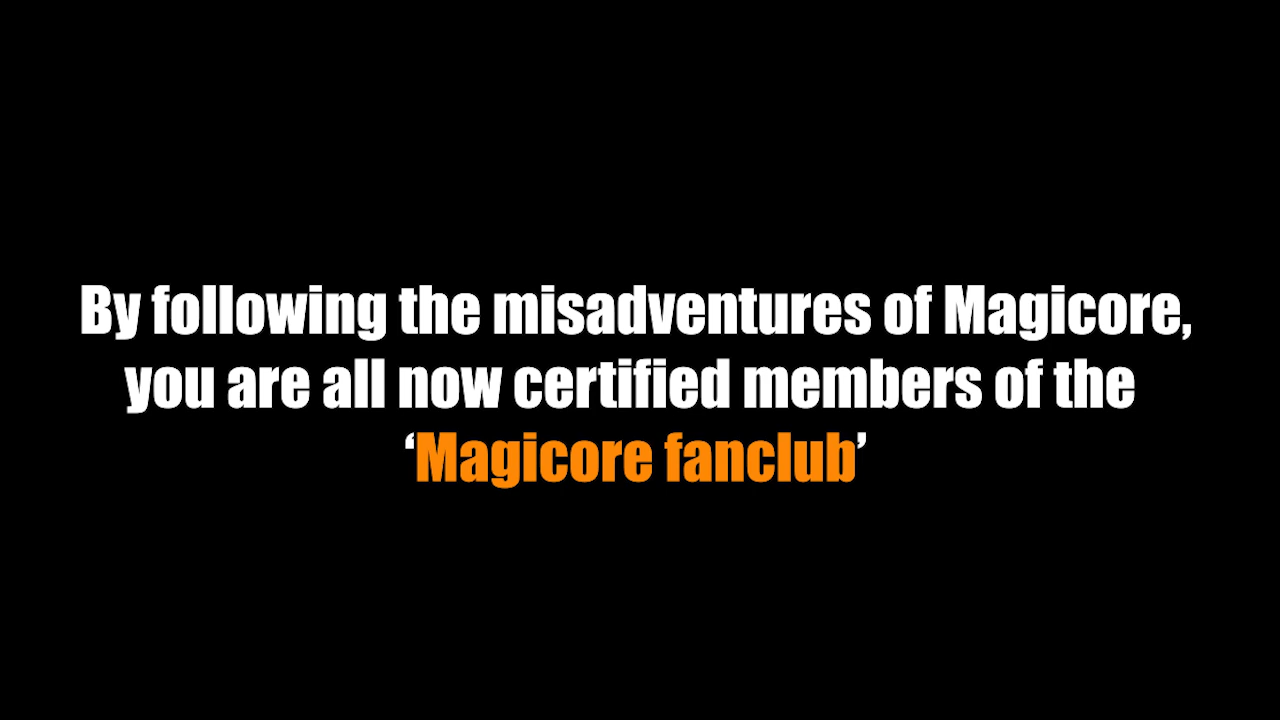 By following the misadventures of Magicore,
you are all now certified members of the
‘Magicore fanclub’